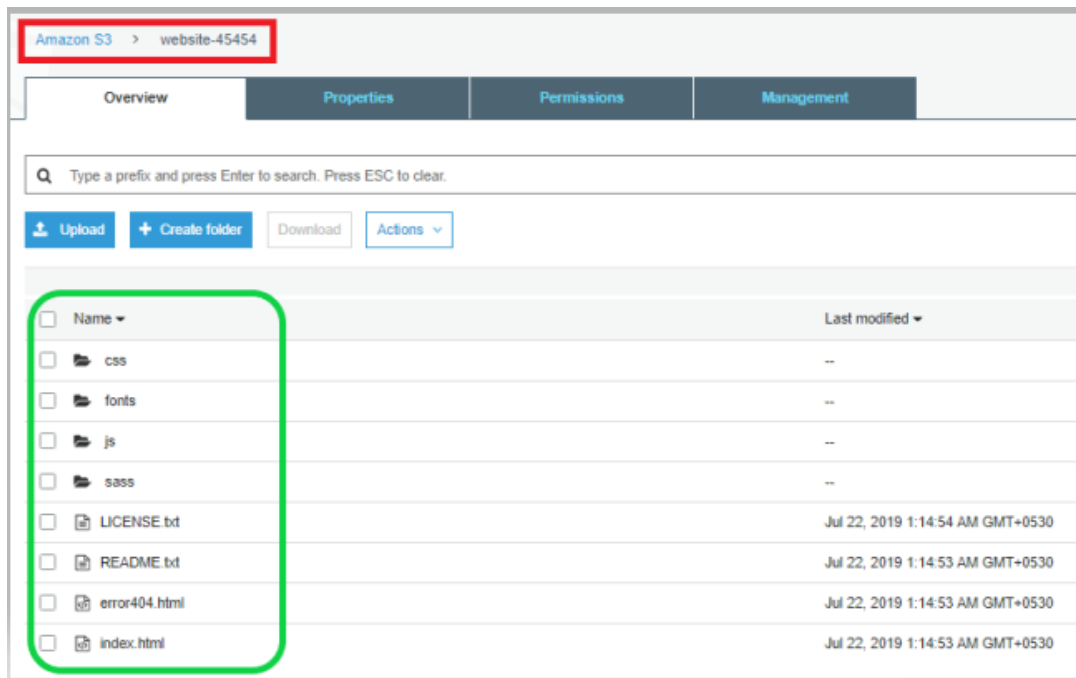 Amazon S3 > website-45454
Overview Properties Permissions Management
Type a prefix and press Enter to search. Press ESC to clear.
Upload + Create folder Download Actions
Name Last modified
css --
fonts --
js --
sass --
LICENSE.txt Jul 22, 2019 1:14:54 AM GMT+0530
README.txt Jul 22, 2019 1:14:53 AM GMT+0530
error404.html Jul 22, 2019 1:14:53 AM GMT+0530
index.html Jul 22, 2019 1:14:53 AM GMT+0530